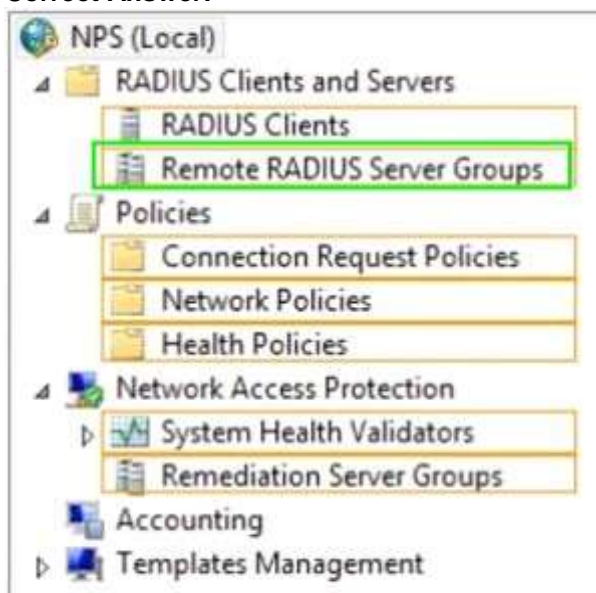 NPS (Local)
RADIUS Clients and Servers
RADIUS Clients
Remote RADIUS Server Groups
Policies
Connection Request Policies
Network Policies
Health Policies
Network Access Protection
System Health Validators
Remediation Server Groups
Accounting
Templates Management